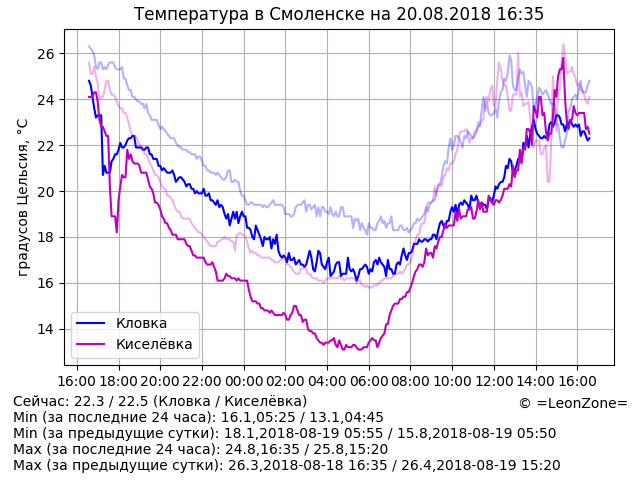 Температура в Смоленске на 20.08.2018 16:35
градусов Цельсия, °C
26
24
22
20
18
16
14
Кловка
Киселёвка
16:00 18:00 20:00 22:00 00:00 02:00 04:00 06:00 08:00 10:00 12:00 14:00 16:00
Сейчас: 22.3 / 22.5 (Кловка / Киселёвка)
© =LeonZone=
Min (за последние 24 часа): 16.1,05:25 / 13.1,04:45
Min (за предыдущие сутки): 18.1,2018-08-19 05:55 / 15.8,2018-08-19 05:50
Max (за последние 24 часа): 24.8,16:35 / 25.8,15:20
Max (за предыдущие сутки): 26.3,2018-08-18 16:35 / 26.4,2018-08-19 15:20